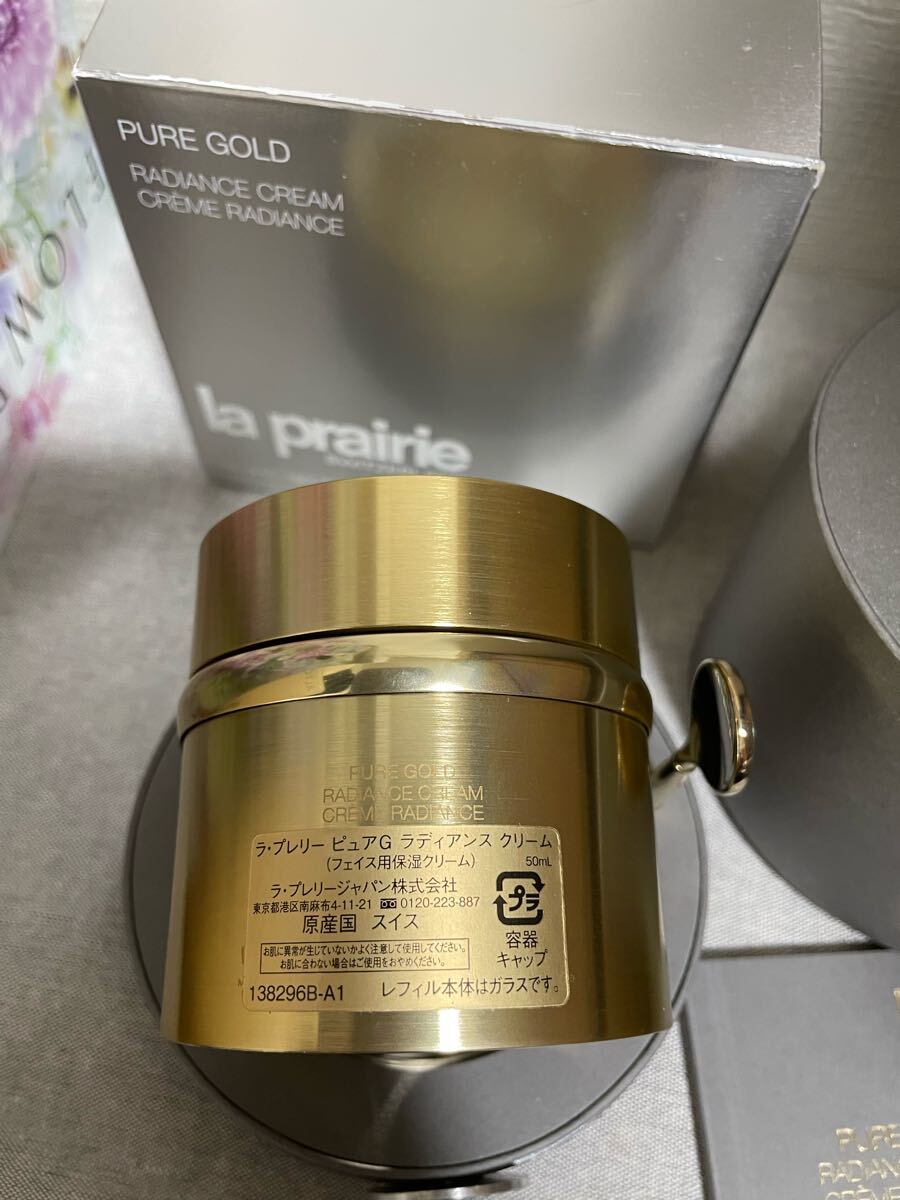 PURE GOLD
RADIANCE CREAM
CRÈME RADIANCE
la prairie
PURE GOLD
RADIANCE CREAM
CRÈME RADIANCE
ラ・プレリー ピュアG ラディアンス クリーム
(フェイス用保湿クリーム) 50mL
ラ・プレリージャパン株式会社
東京都港区南麻布4-11-21 0120-223-887
原産国 スイス
お肌に異常が生じていないかよく注意して使用してください。
お肌に合わない場合はご使用をおやめください。
138296B-A1 レフィル本体はガラスです。
プラ
容器
キャップ
PURE
RADIAN